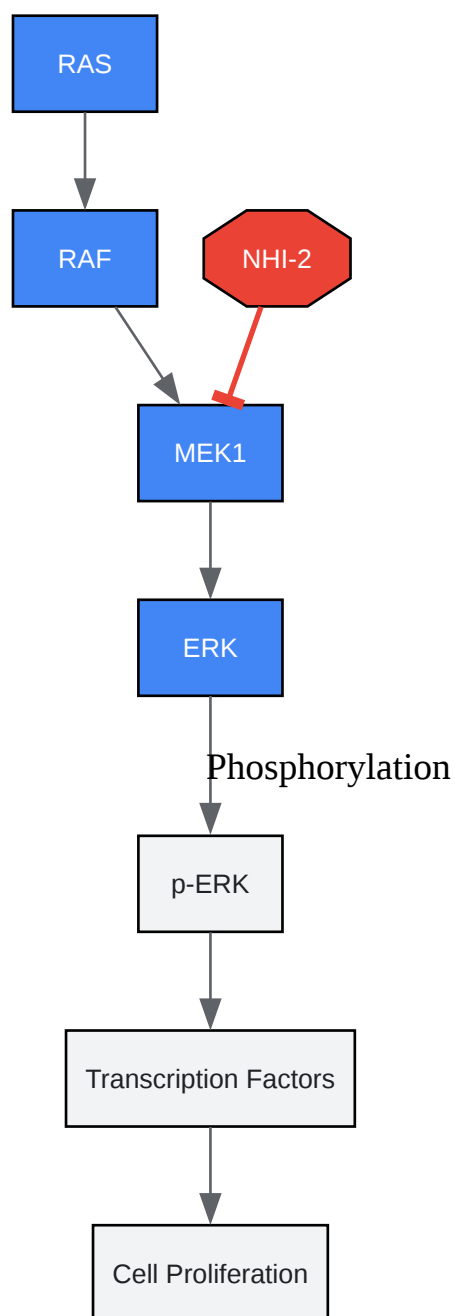 RAS
RAF
NHI-2
MEK1
ERK
Phosphorylation
p-ERK
Transcription Factors
Cell Proliferation